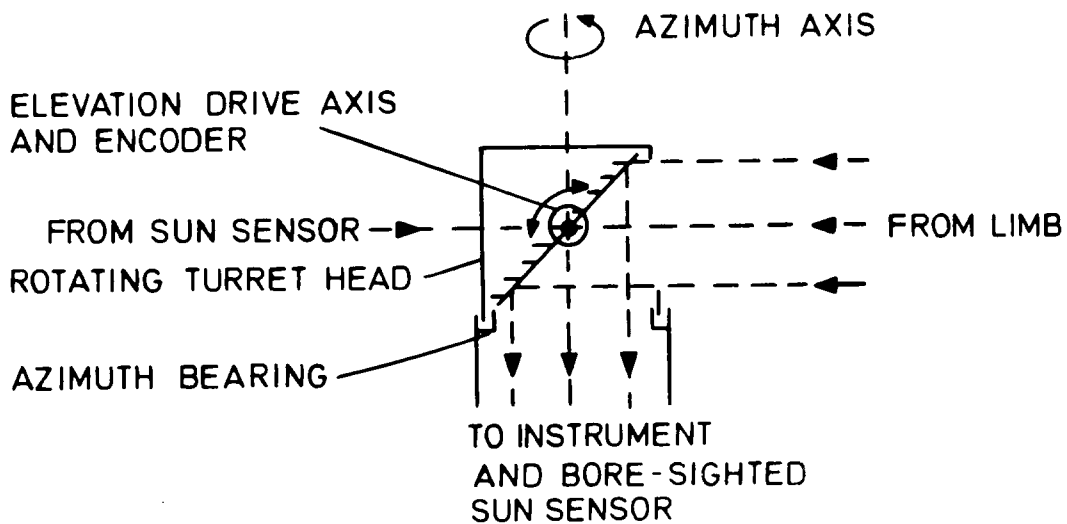 AZIMUTH AXIS
ELEVATION DRIVE AXIS
AND ENCODER
FROM SUN SENSOR
FROM LIMB
ROTATING TURRET HEAD
AZIMUTH BEARING
TO INSTRUMENT
AND BORE-SIGHTED
SUN SENSOR